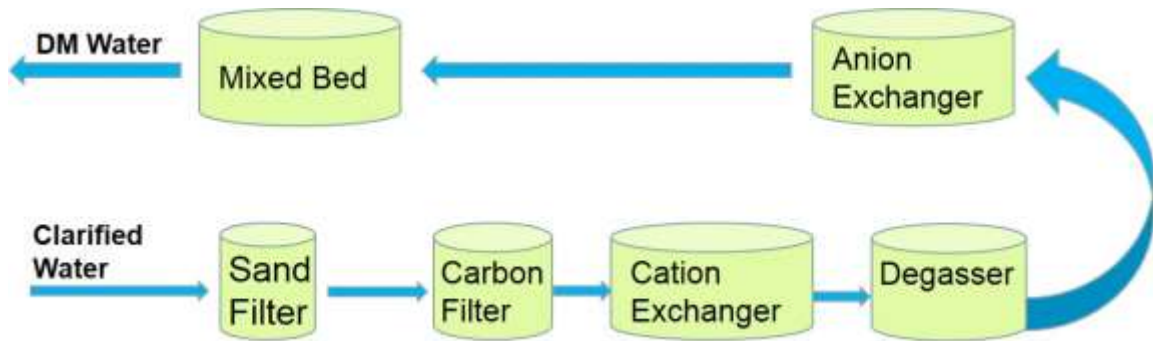 DM Water
Mixed Bed
Anion
Exchanger
Clarified
Water
Sand
Filter
Carbon
Filter
Cation
Exchanger
Degasser